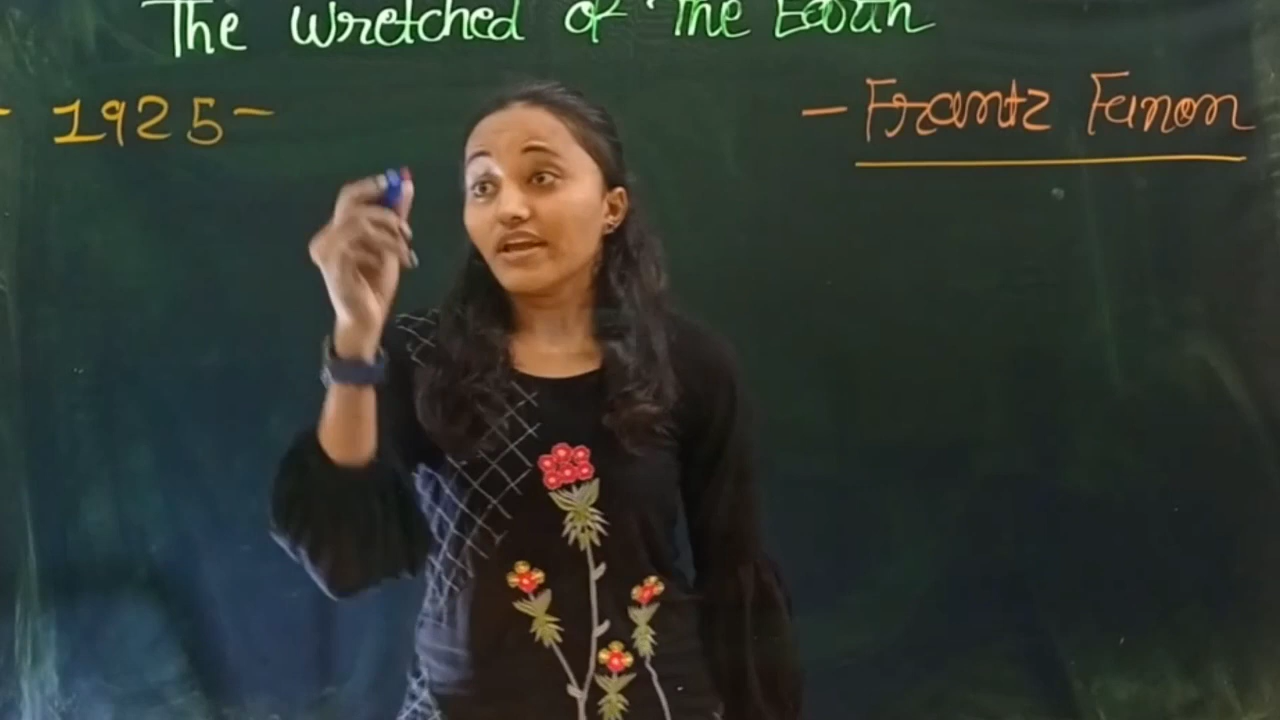 The Wretched of The Earth
- 1925 -
- Frantz Fanon